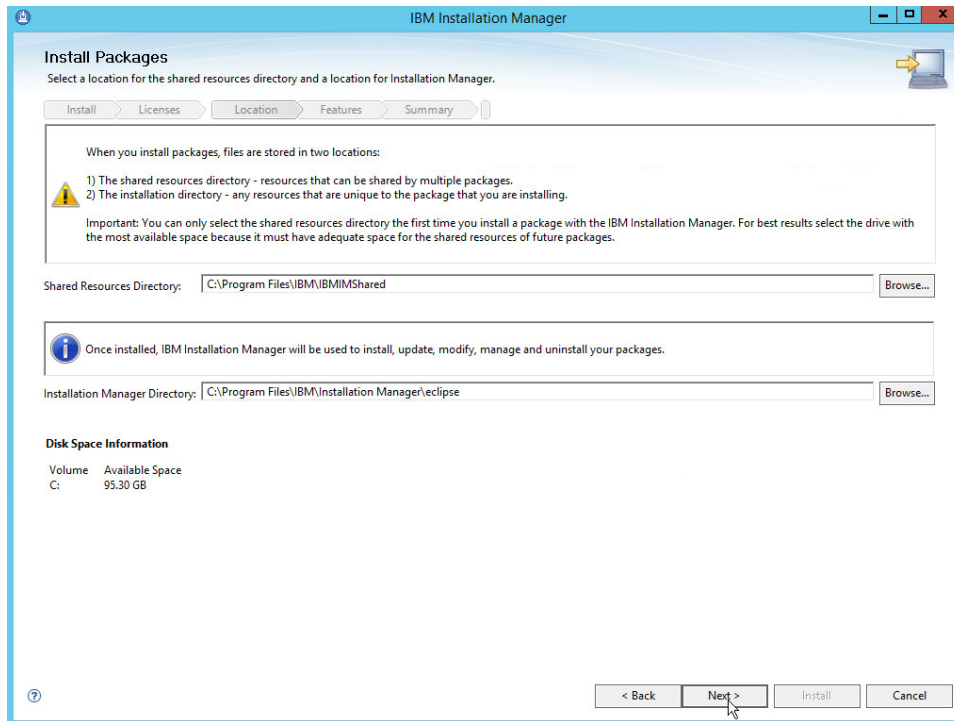 IBM Installation Manager
Install Packages
Select a location for the shared resources directory and a location for Installation Manager.
Install Licenses Location Features Summary
When you install packages, files are stored in two locations:
1) The shared resources directory - resources that can be shared by multiple packages.
2) The installation directory - any resources that are unique to the package that you are installing.
Important: You can only select the shared resources directory the first time you install a package with the IBM Installation Manager. For best results select the drive with
the most available space because it must have adequate space for the shared resources of future packages.
Shared Resources Directory: C:\Program Files\IBM\IBMIMShared Browse...
Once installed, IBM Installation Manager will be used to install, update, modify, manage and uninstall your packages.
Installation Manager Directory: C:\Program Files\IBM\Installation Manager\eclipse Browse...
Disk Space Information
Volume Available Space
C: 95.30 GB
? < Back Next > Install Cancel